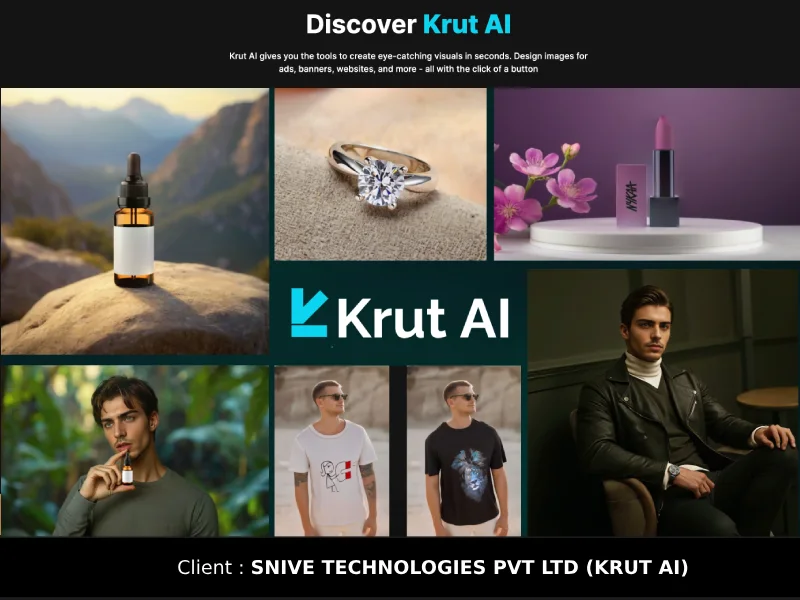 Discover Krut AI
Krut AI gives you the tools to create eye-catching visuals in seconds. Design images for
ads, banners, websites, and more - all with the click of a button
NYKAA
Krut AI
Client : SNIVE TECHNOLOGIES PVT LTD (KRUT AI)